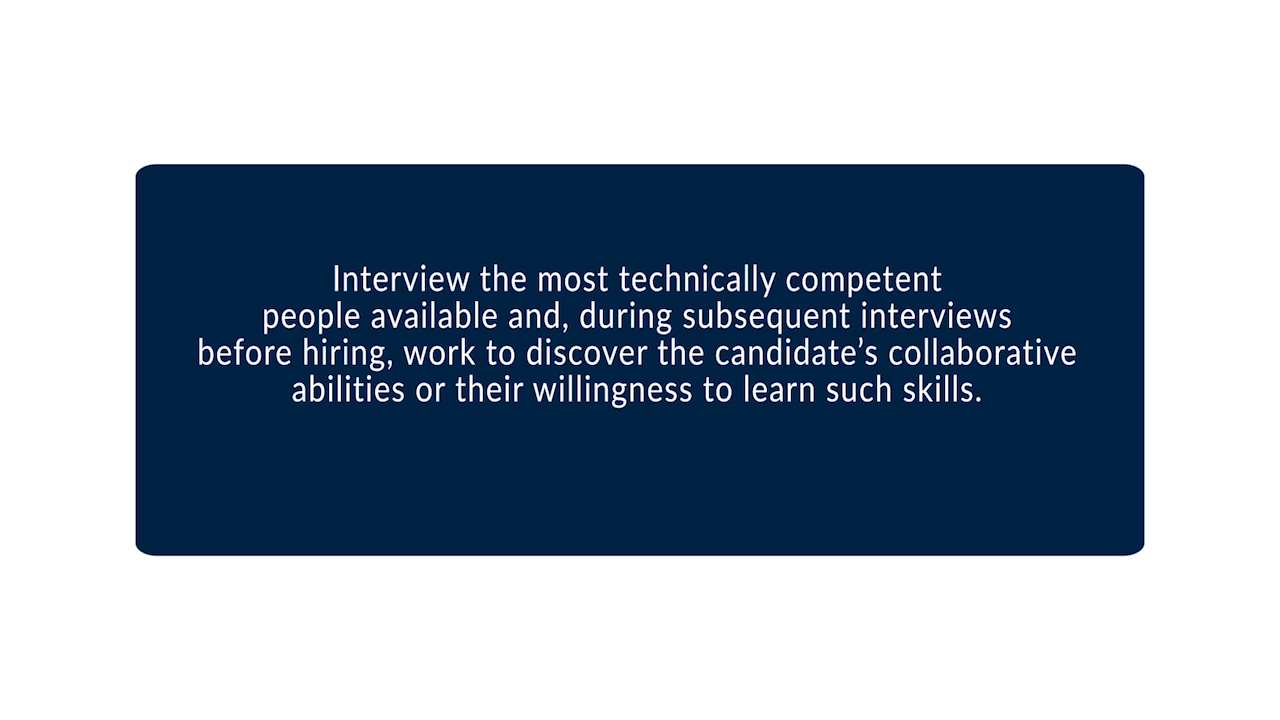 Interview the most technically competent
people available and, during subsequent interviews
before hiring, work to discover the candidate’s collaborative
abilities or their willingness to learn such skills.